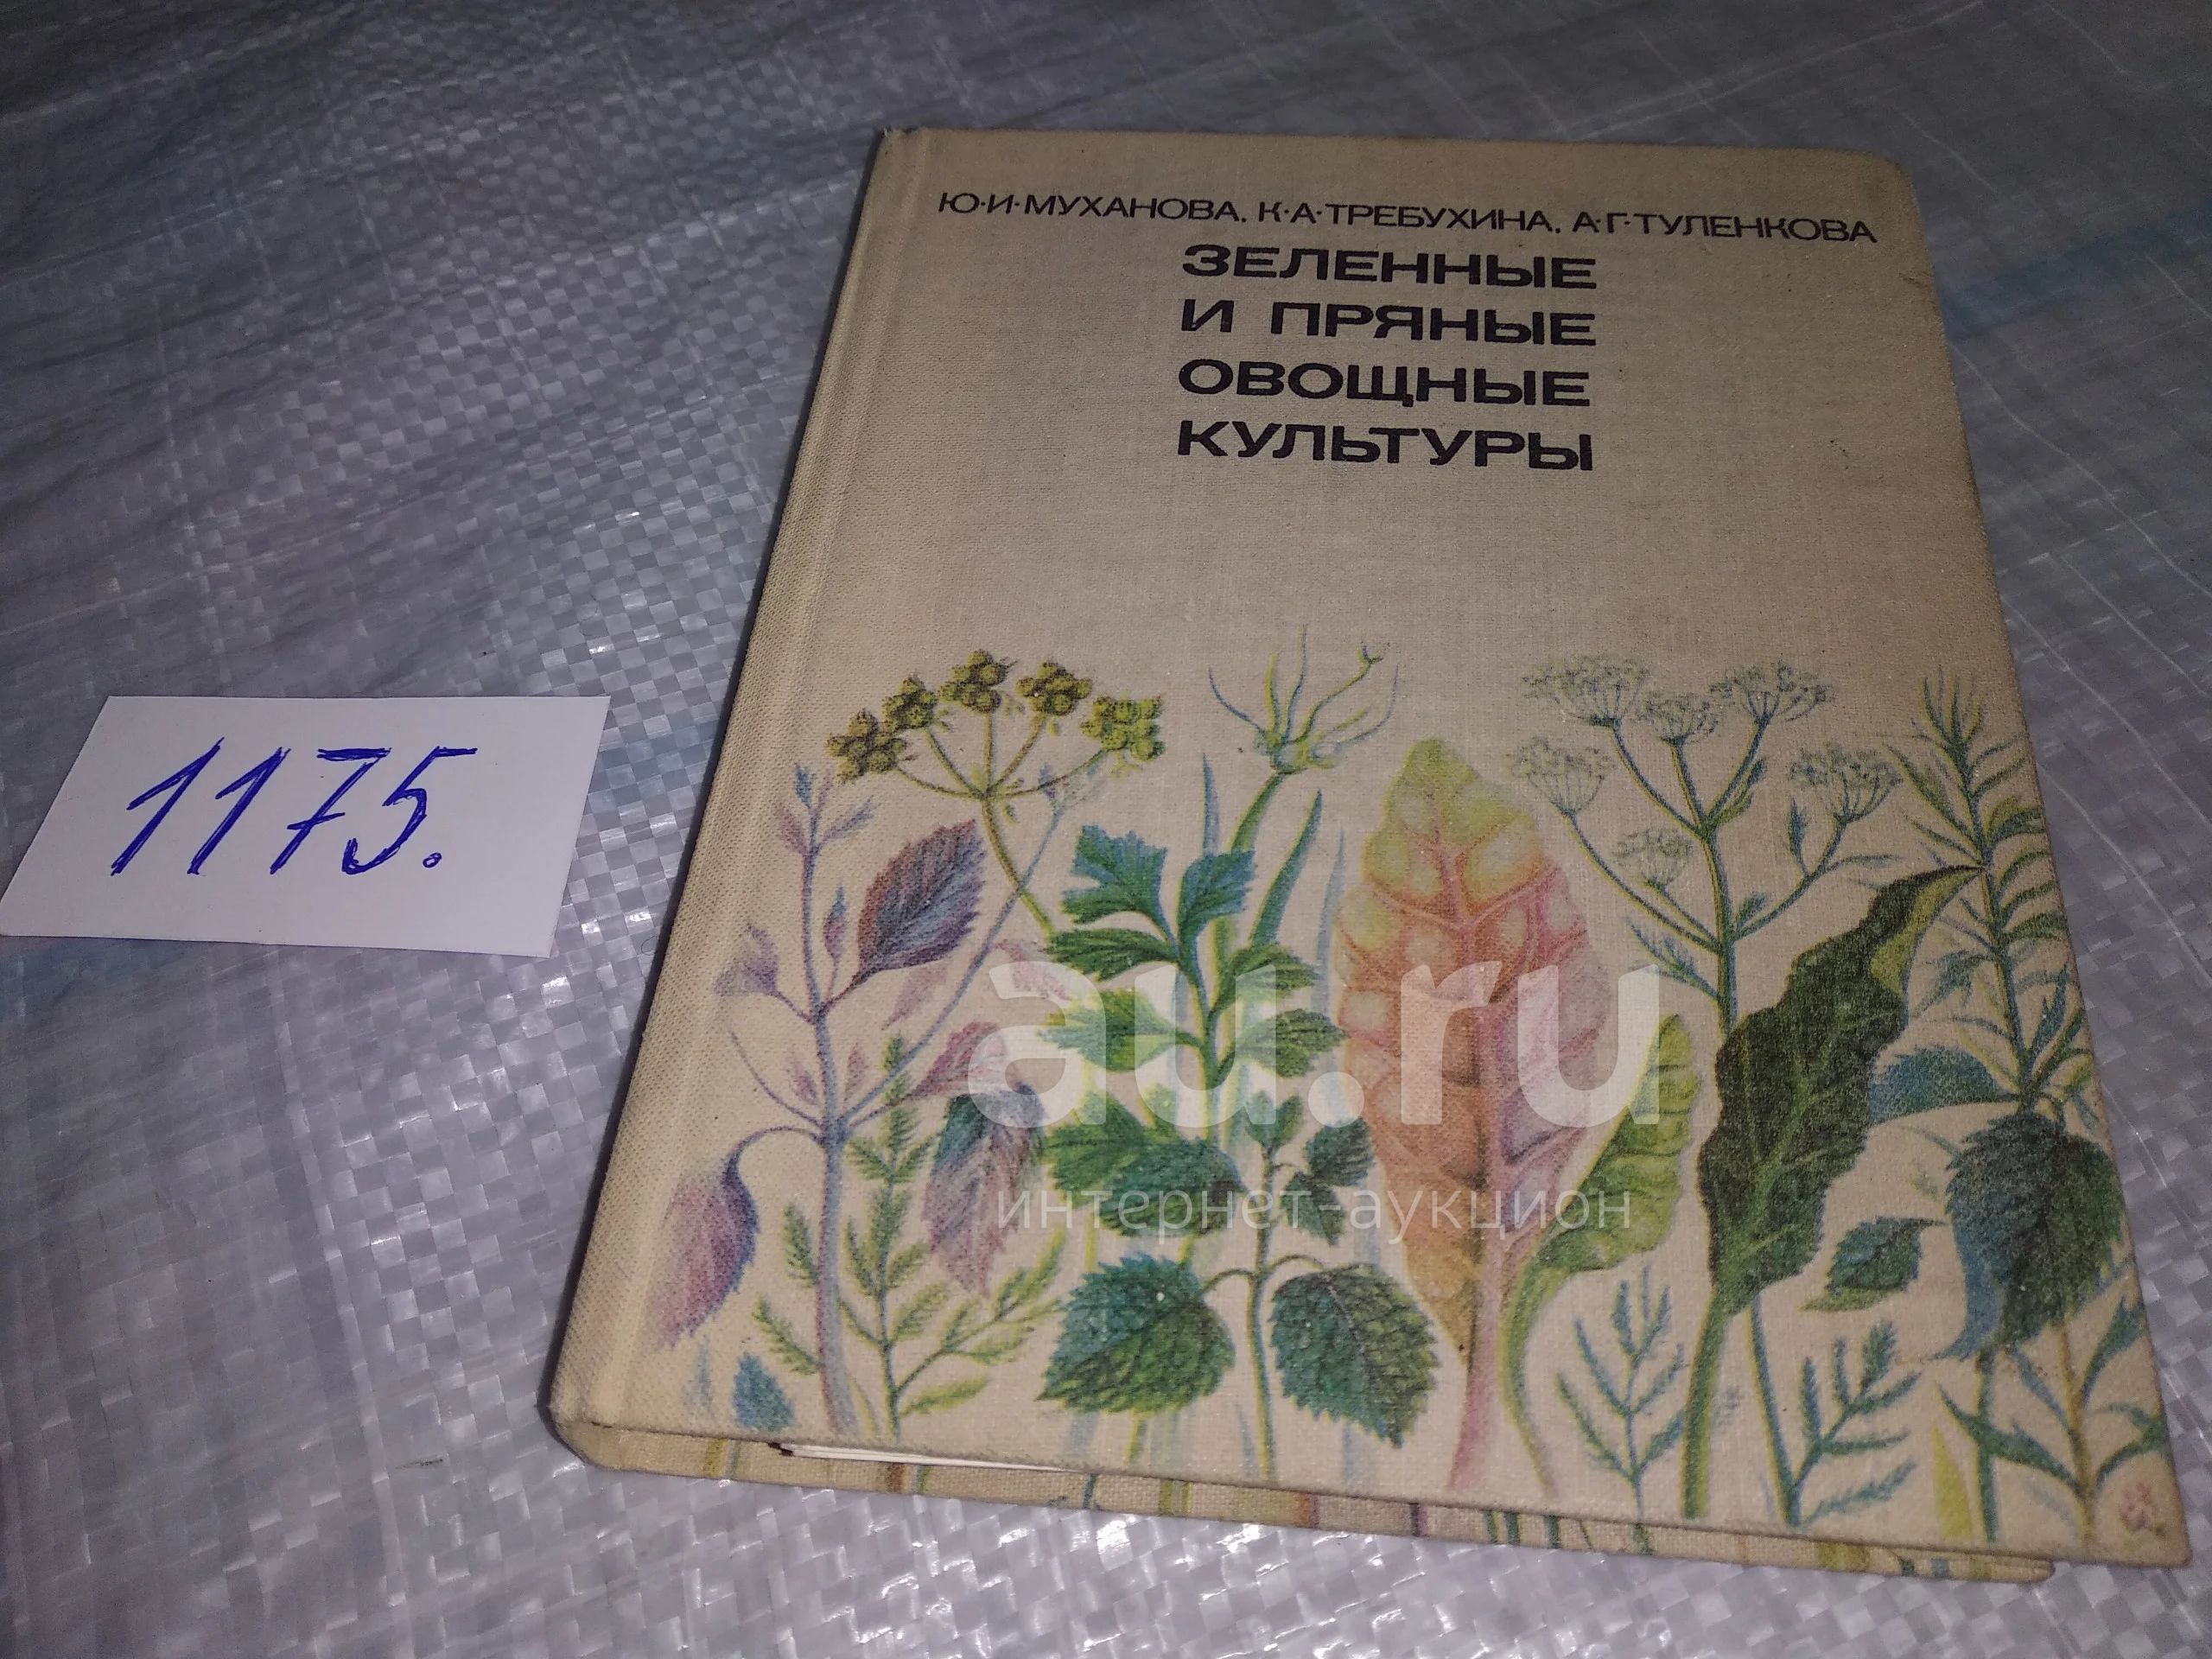 Ю·И·МУХАНОВА, К·А·ТРЕБУХИНА, А·Г·ТУЛЕНКОВА
ЗЕЛЕННЫЕ
И ПРЯНЫЕ
ОВОЩНЫЕ
КУЛЬТУРЫ
1175.
au.ru
интернет-аукцион